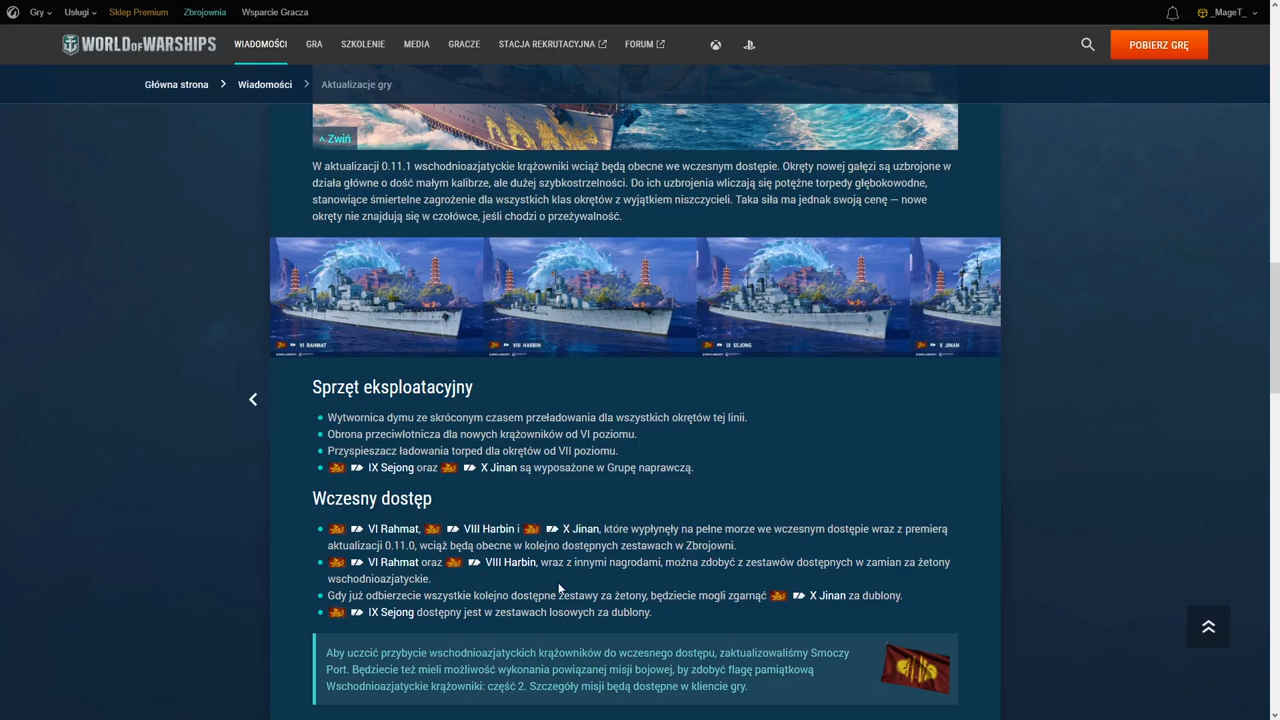 Gry Usługi Sklep Premium Zbrojownia Wsparcie Gracza _MageT_
WORLD OF WARSHIPS WIADOMOŚCI GRA SZKOLENIE MEDIA GRACZE STACJA REKRUTACYJNA FORUM POBIERZ GRĘ
Główna strona Wiadomości Aktualizacje gry
^ Zwiń
W aktualizacji 0.11.1 wschodnioazjatyckie krążowniki wciąż będą obecne we wczesnym dostępie. Okręty nowej gałęzi są uzbrojone w
działa główne o dość małym kalibrze, ale dużej szybkostrzelności. Do ich uzbrojenia wliczają się potężne torpedy głębokowodne,
stanowiące śmiertelne zagrożenie dla wszystkich klas okrętów z wyjątkiem niszczycieli. Taka siła ma jednak swoją cenę — nowe
okręty nie znajdują się w czołówce, jeśli chodzi o przeżywalność.
VI RAHMAT VIII HARBIN IX SEJONG X JINAN
Sprzęt eksploatacyjny
Wytwornica dymu ze skróconym czasem przeładowania dla wszystkich okrętów tej linii.
Obrona przeciwlotnicza dla nowych krążowników od VI poziomu.
Przyspieszacz ładowania torped dla okrętów od VII poziomu.
IX Sejong oraz X Jinan są wyposażone w Grupę naprawczą.
Wczesny dostęp
VI Rahmat, VIII Harbin i X Jinan, które wypłynęły na pełne morze we wczesnym dostępie wraz z premierą
aktualizacji 0.11.0, wciąż będą obecne w kolejno dostępnych zestawach w Zbrojowni.
VI Rahmat oraz VIII Harbin, wraz z innymi nagrodami, można zdobyć z zestawów dostępnych w zamian za żetony
wschodnioazjatyckie.
Gdy już odbierzecie wszystkie kolejno dostępne zestawy za żetony, będziecie mogli zgarnąć X Jinan za dublony.
IX Sejong dostępny jest w zestawach losowych za dublony.
Aby uczcić przybycie wschodnioazjatyckich krążowników do wczesnego dostępu, zaktualizowaliśmy Smoczy
Port. Będziecie też mieli możliwość wykonania powiązanej misji bojowej, by zdobyć flagę pamiątkową
Wschodnioazjatyckie krążowniki: część 2. Szczegóły misji będą dostępne w kliencie gry.